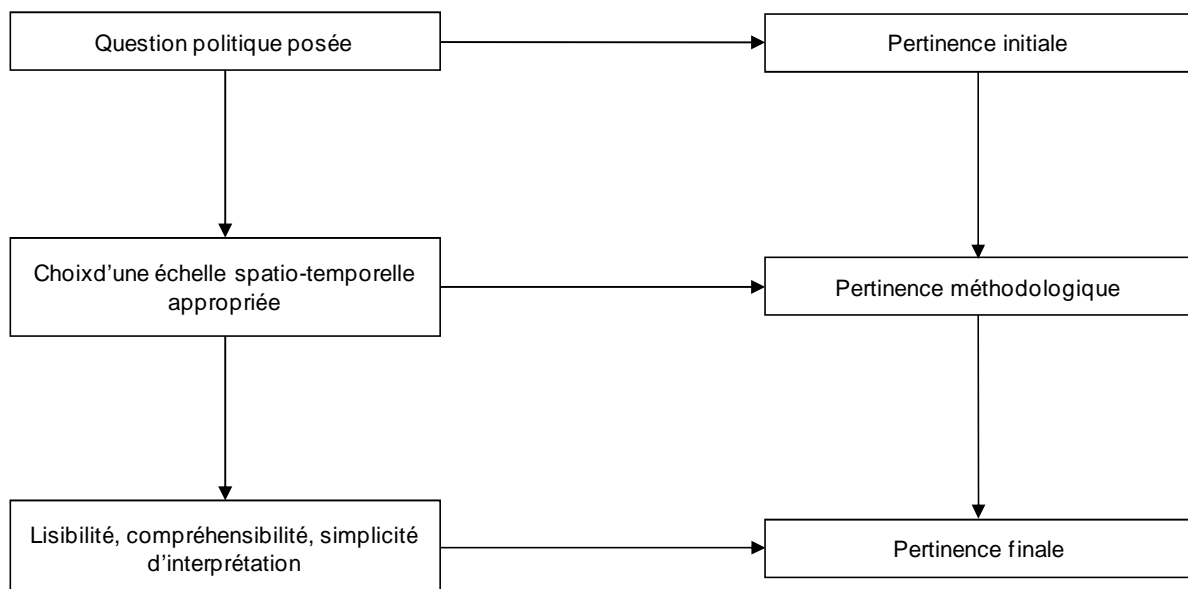 Question politique posée
Pertinence initiale
Choixd'une échelle spatio-temporelle
appropriée
Pertinence méthodologique
Lisibilité, compréhensibilité, simplicité
d'interprétation
Pertinence finale